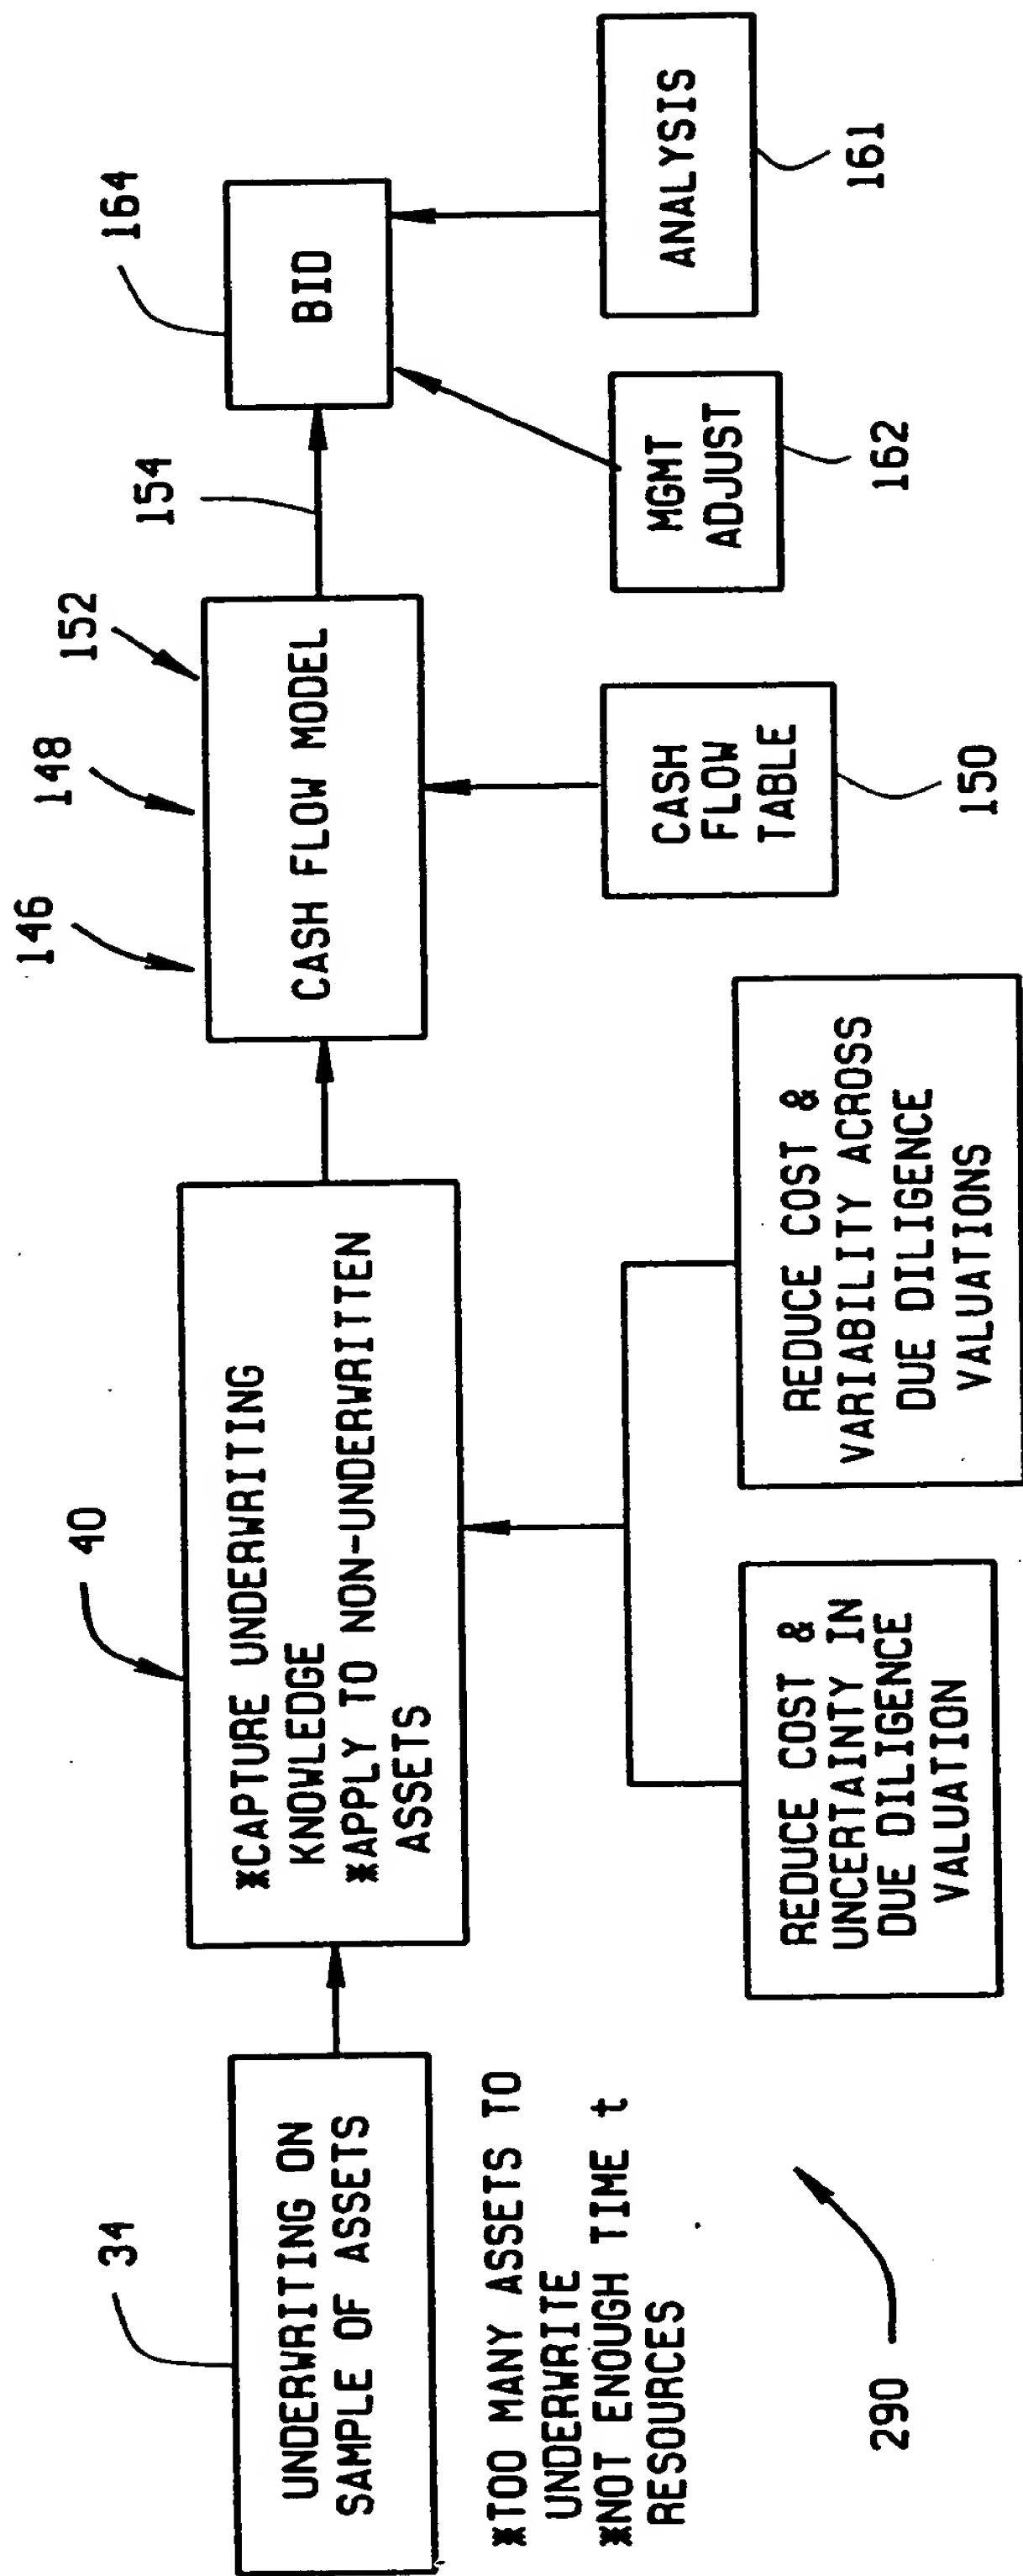 34
UNDERWRITING ON
SAMPLE OF ASSETS
*TOO MANY ASSETS TO
UNDERWRITE
*NOT ENOUGH TIME t
RESOURCES
290
40
*CAPTURE UNDERWRITING
KNOWLEDGE
*APPLY TO NON-UNDERWRITTEN
ASSETS
REDUCE COST &
UNCERTAINTY IN
DUE DILIGENCE
VALUATION
REDUCE COST &
VARIABILITY ACROSS
DUE DILIGENCE
VALUATIONS
146
148
152
CASH FLOW MODEL
CASH
FLOW
TABLE
150
154
164
BID
MGMT
ADJUST
162
ANALYSIS
161